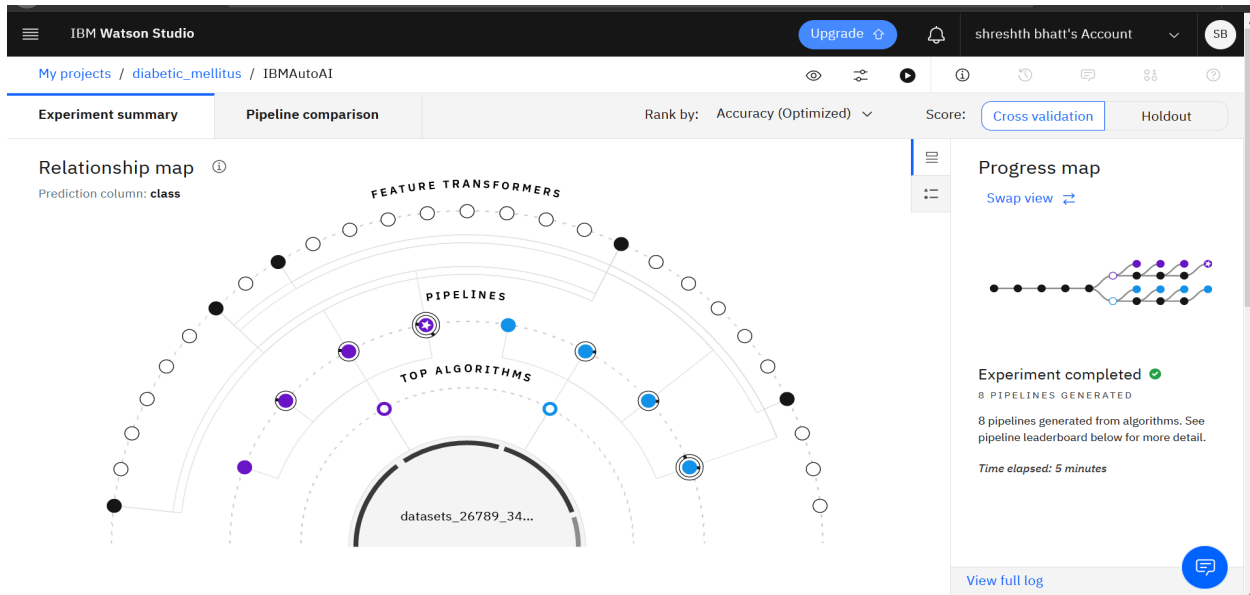 IBM Watson Studio
Upgrade
shreshth bhatt's Account
SB
My projects / diabetic_mellitus / IBMAutoAI
Experiment summary
Pipeline comparison
Rank by: Accuracy (Optimized)
Score: Cross validation Holdout
Relationship map
Prediction column: class
FEATURE TRANSFORMERS
PIPELINES
TOP ALGORITHMS
datasets_26789_34...
Progress map
Swap view
Experiment completed
8 PIPELINES GENERATED
8 pipelines generated from algorithms. See
pipeline leaderboard below for more detail.
Time elapsed: 5 minutes
View full log